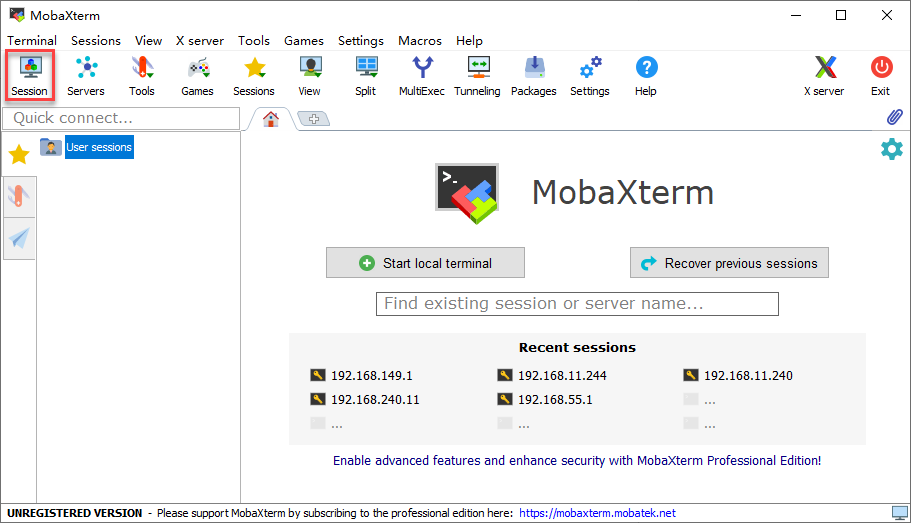 MobaXterm
Terminal Sessions View X server Tools Games Settings Macros Help
Session Servers Tools Games Sessions View Split MultiExec Tunneling Packages Settings Help X server Exit
Quick connect...
User sessions
>_
MobaXterm
Start local terminal Recover previous sessions
Find existing session or server name...
Recent sessions
192.168.149.1 192.168.11.244 192.168.11.240
192.168.240.11 192.168.55.1 ...
... ... ...
Enable advanced features and enhance security with MobaXterm Professional Edition!
UNREGISTERED VERSION - Please support MobaXterm by subscribing to the professional edition here: https://mobaxterm.mobatek.net